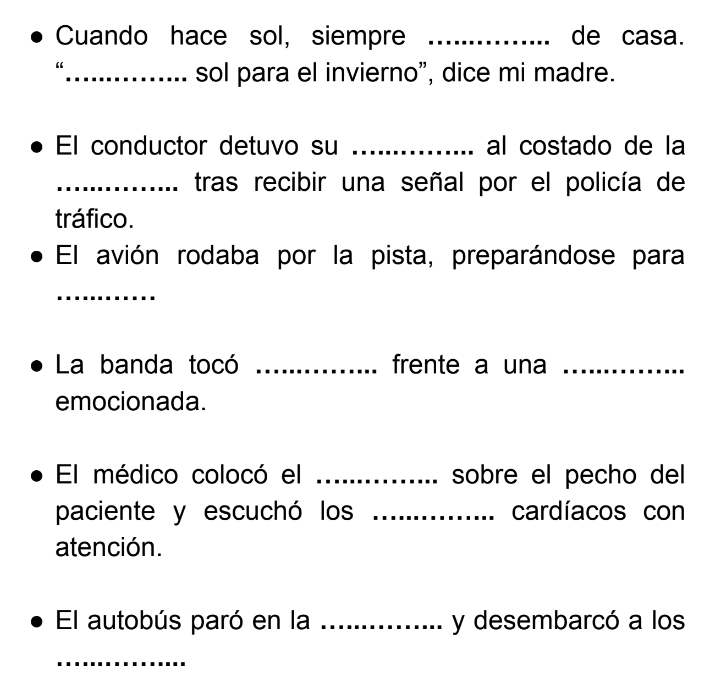 ● Cuando hace sol, siempre …...……... de casa.
“…...……... sol para el invierno”, dice mi madre.
● El conductor detuvo su …...……... al costado de la
…...……... tras recibir una señal por el policía de
tráfico.
● El avión rodaba por la pista, preparándose para
…...……
● La banda tocó …...……... frente a una …...……...
emocionada.
● El médico colocó el …...……... sobre el pecho del
paciente y escuchó los …...……... cardíacos con
atención.
● El autobús paró en la …...……... y desembarcó a los
…...……....